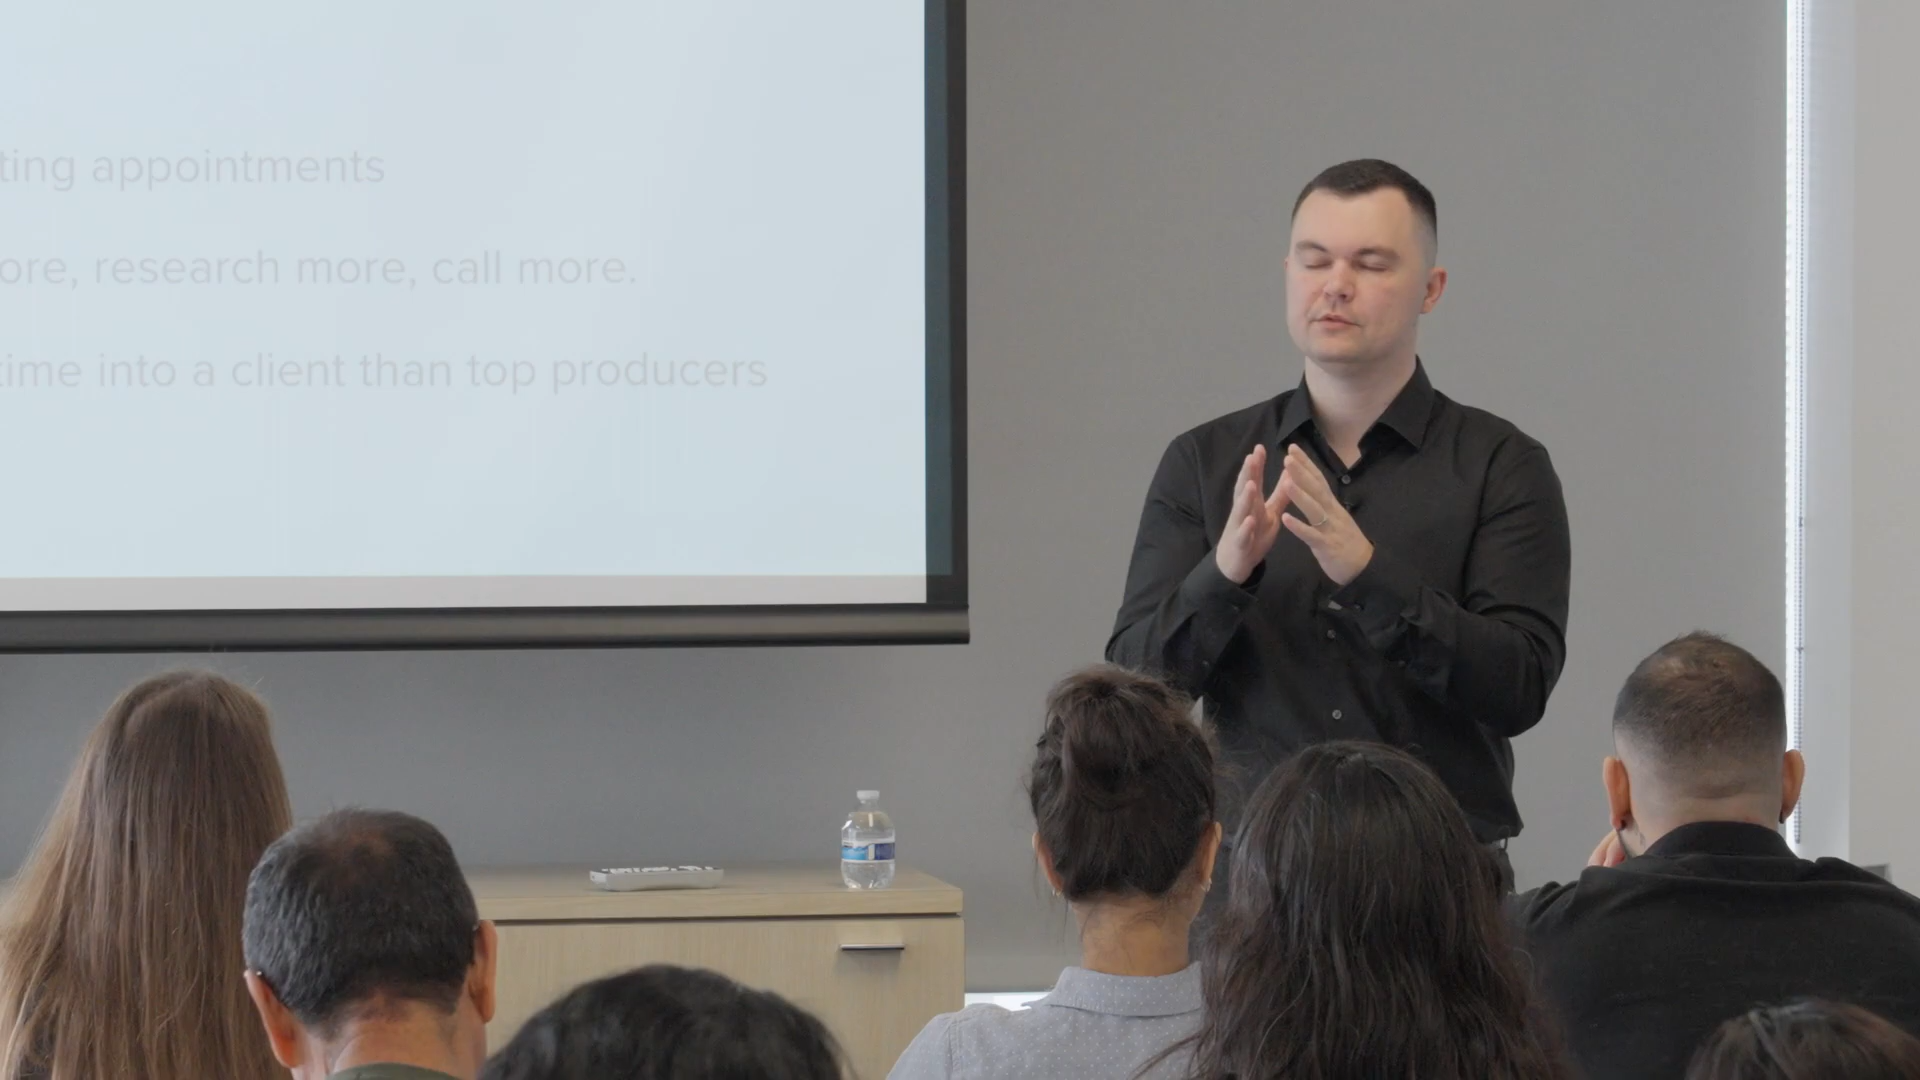 ting appointments
ore, research more, call more.
time into a client than top producers